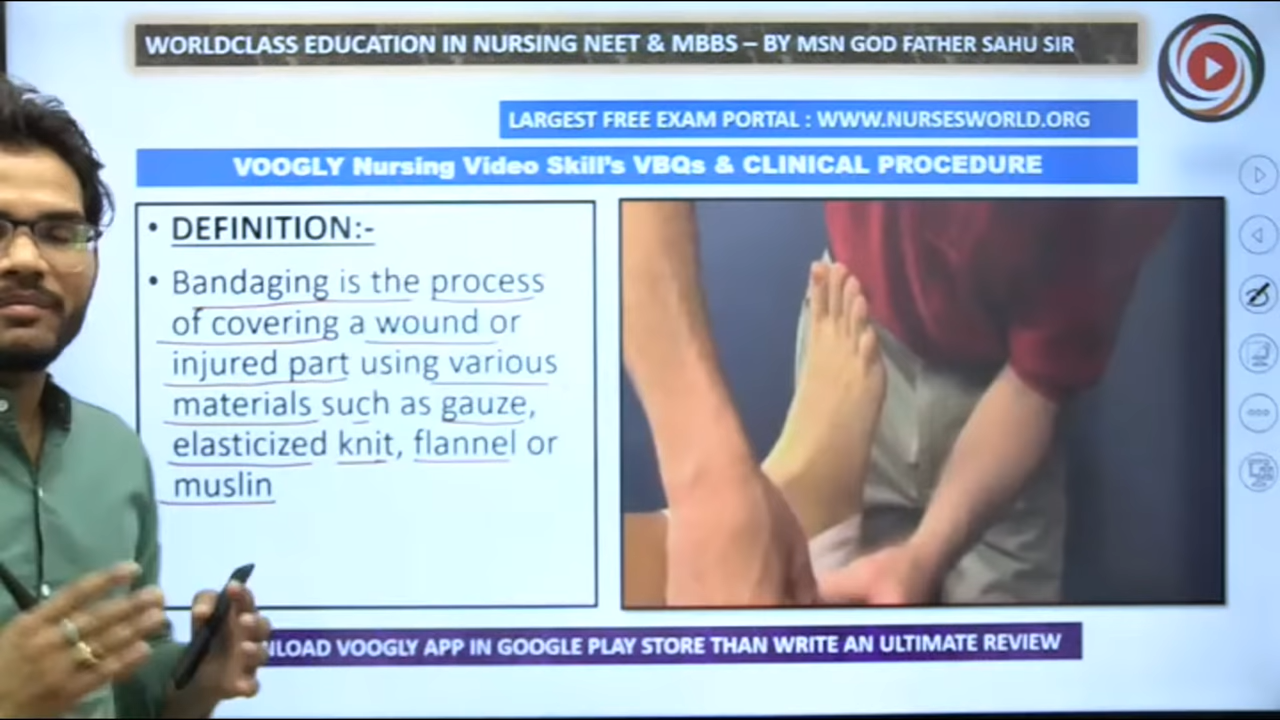 WORLDCLASS EDUCATION IN NURSING NEET & MBBS – BY MSN GOD FATHER SAHU SIR
LARGEST FREE EXAM PORTAL : WWW.NURSESWORLD.ORG
VOOGLY Nursing Video Skill's VBQs & CLINICAL PROCEDURE
• DEFINITION:-
• Bandaging is the process
of covering a wound or
injured part using various
materials such as gauze,
elasticized knit, flannel or
muslin
APP IN GOOGLE PLAY STORE THAN WRITE AN ULTIMATE REVIEW